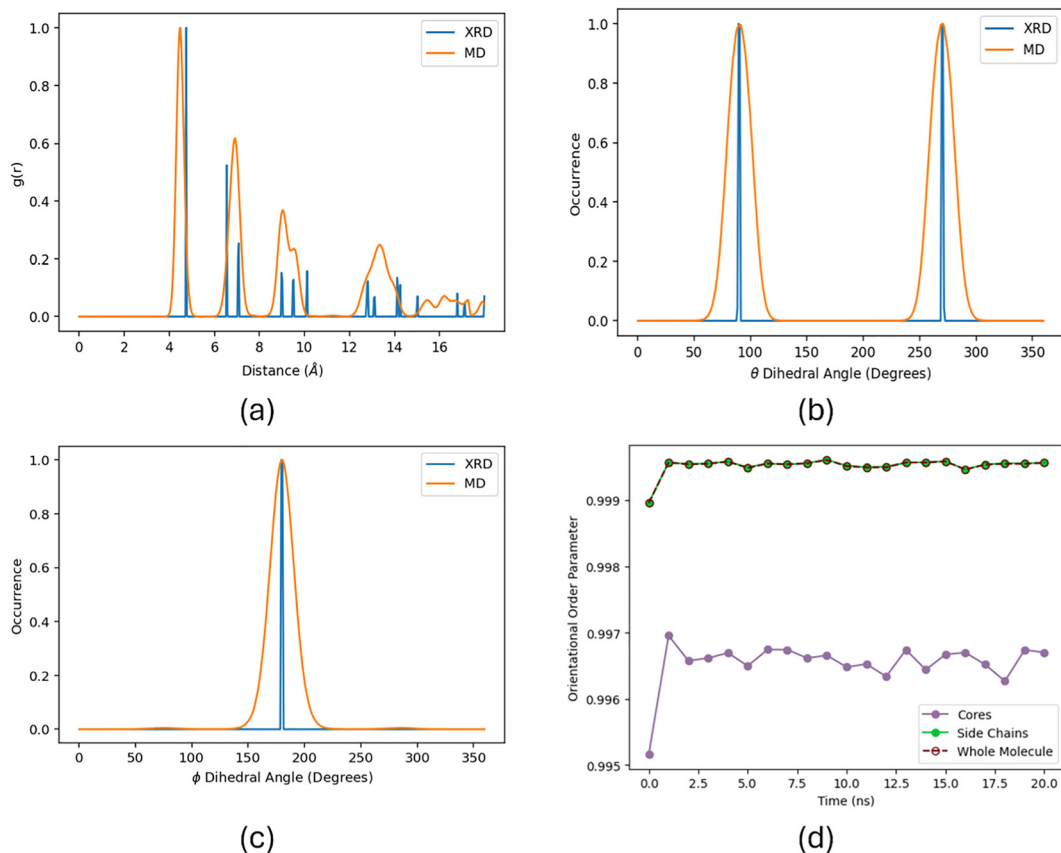 1.0
0.8
0.6
0.4
0.2
0.0
g(r)
0 2 4 6 8 10 12 14 16
Distance (Å)
XRD
MD
(a)
1.0
0.8
0.6
0.4
0.2
0.0
Occurrence
0 50 100 150 200 250 300 350
θ Dihedral Angle (Degrees)
XRD
MD
(b)
1.0
0.8
0.6
0.4
0.2
0.0
Occurrence
0 50 100 150 200 250 300 350
ϕ Dihedral Angle (Degrees)
XRD
MD
(c)
0.999
0.998
0.997
0.996
0.995
Orientational Order Parameter
0.0 2.5 5.0 7.5 10.0 12.5 15.0 17.5 20.0
Time (ns)
Cores
Side Chains
Whole Molecule
(d)